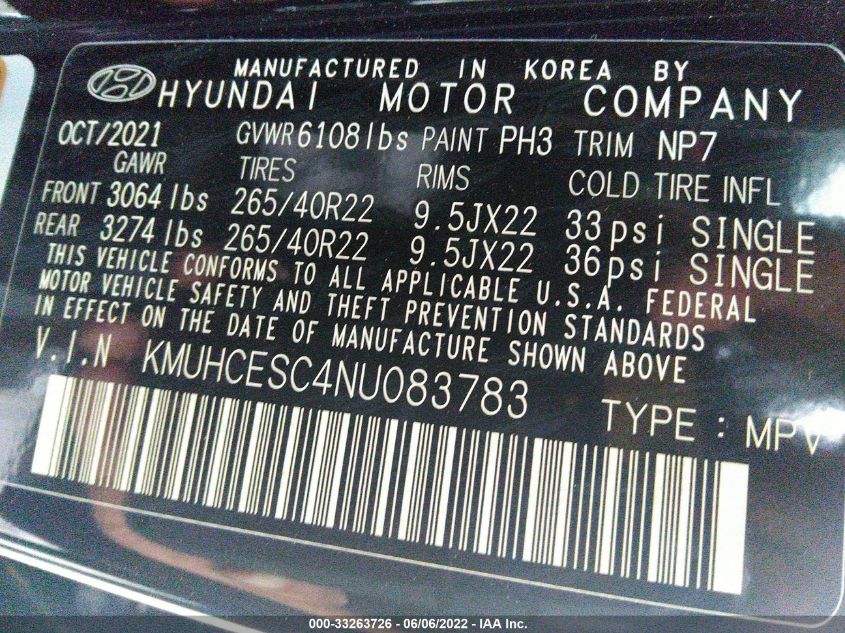 MANUFACTURED IN KOREA BY
HYUNDAI MOTOR COMPANY
OCT/2021 GVWR 6108 lbs PAINT PH3 TRIM NP7
GAWR TIRES RIMS COLD TIRE INFL
FRONT 3064 lbs 265/40R22 9.5JX22 33psi SINGLE
REAR 3274 lbs 265/40R22 9.5JX22 36psi SINGLE
THIS VEHICLE CONFORMS TO ALL APPLICABLE U.S.A. FEDERAL
MOTOR VEHICLE SAFETY AND THEFT PREVENTION STANDARDS
IN EFFECT ON THE DATE OF MANUFACTURE SHOWN ABOVE
V.I.N KMUHCESC4NU083783
TYPE : MPV
000-33263726 - 06/06/2022 - IAA Inc.